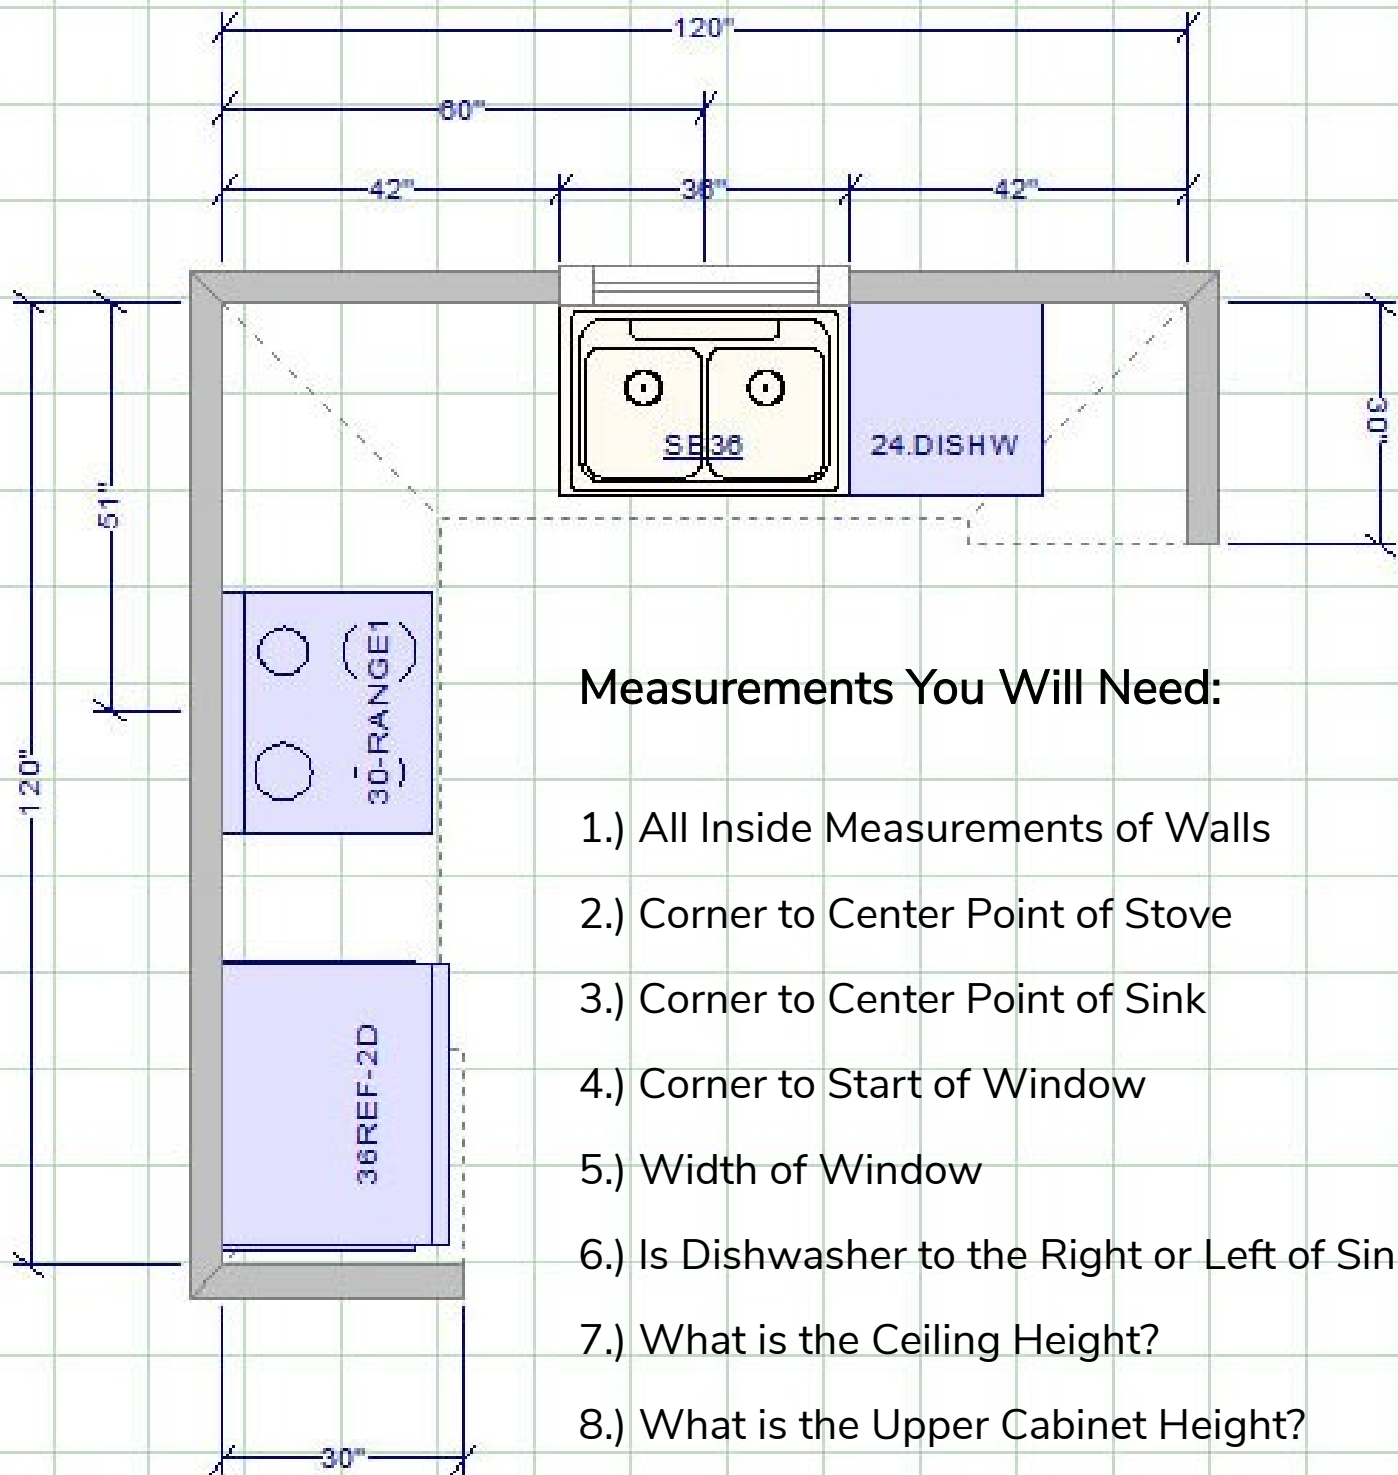 120"
60"
42" 36" 42"
SB36
24.DISHW
30"
51"
120"
30-RANGE1
36REF-2D
30"
Measurements You Will Need:
1.) All Inside Measurements of Walls
2.) Corner to Center Point of Stove
3.) Corner to Center Point of Sink
4.) Corner to Start of Window
5.) Width of Window
6.) Is Dishwasher to the Right or Left of Sin
7.) What is the Ceiling Height?
8.) What is the Upper Cabinet Height?